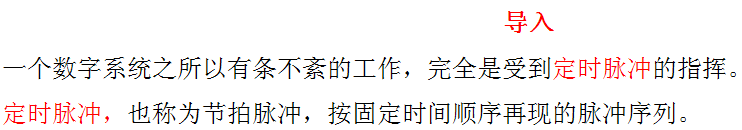 导入
一个数字系统之所以有条不紊的工作，完全是受到定时脉冲的指挥。
定时脉冲，也称为节拍脉冲，按固定时间顺序再现的脉冲序列。